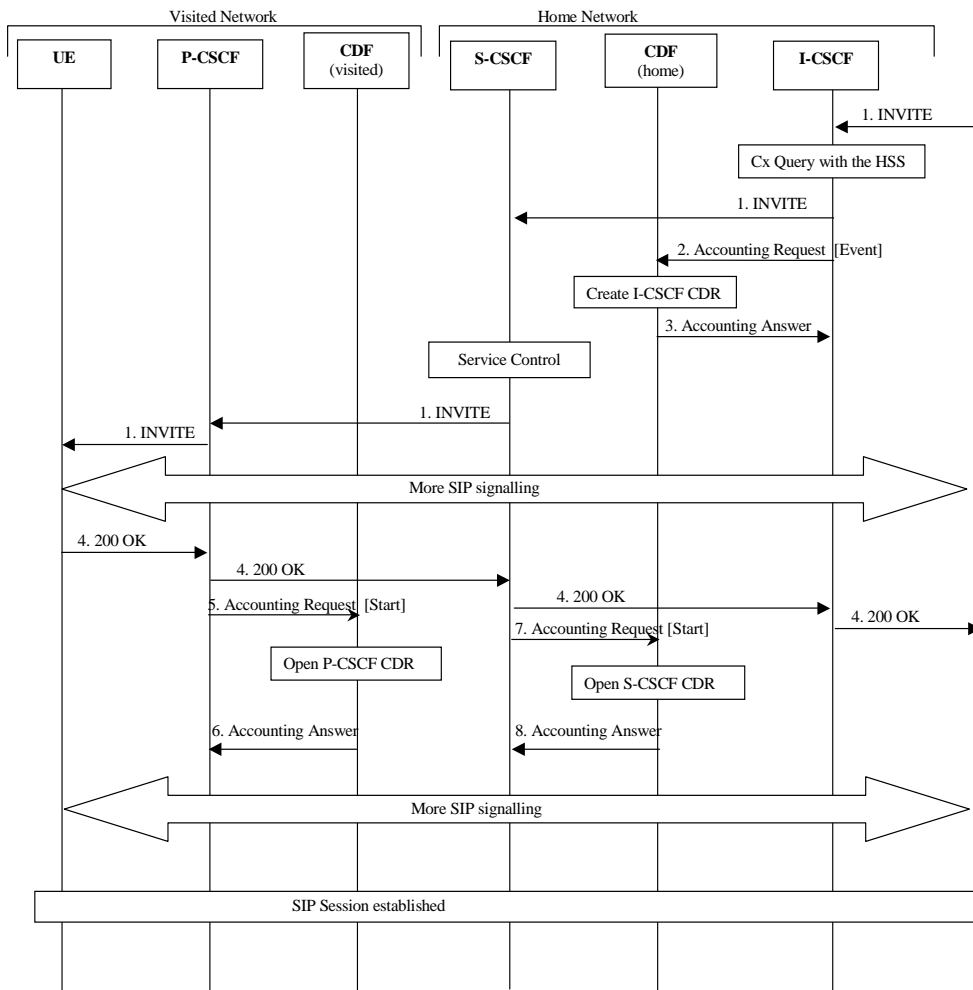 Visited Network
Home Network
UE
P-CSCF
CDF
(visited)
S-CSCF
CDF
(home)
I-CSCF
1. INVITE
Cx Query with the HSS
1. INVITE
2. Accounting Request [Event]
Create I-CSCF CDR
3. Accounting Answer
Service Control
1. INVITE
1. INVITE
More SIP signalling
4. 200 OK
4. 200 OK
5. Accounting Request [Start]
4. 200 OK
4. 200 OK
7. Accounting Request [Start]
Open P-CSCF CDR
Open S-CSCF CDR
6. Accounting Answer
8. Accounting Answer
More SIP signalling
SIP Session established